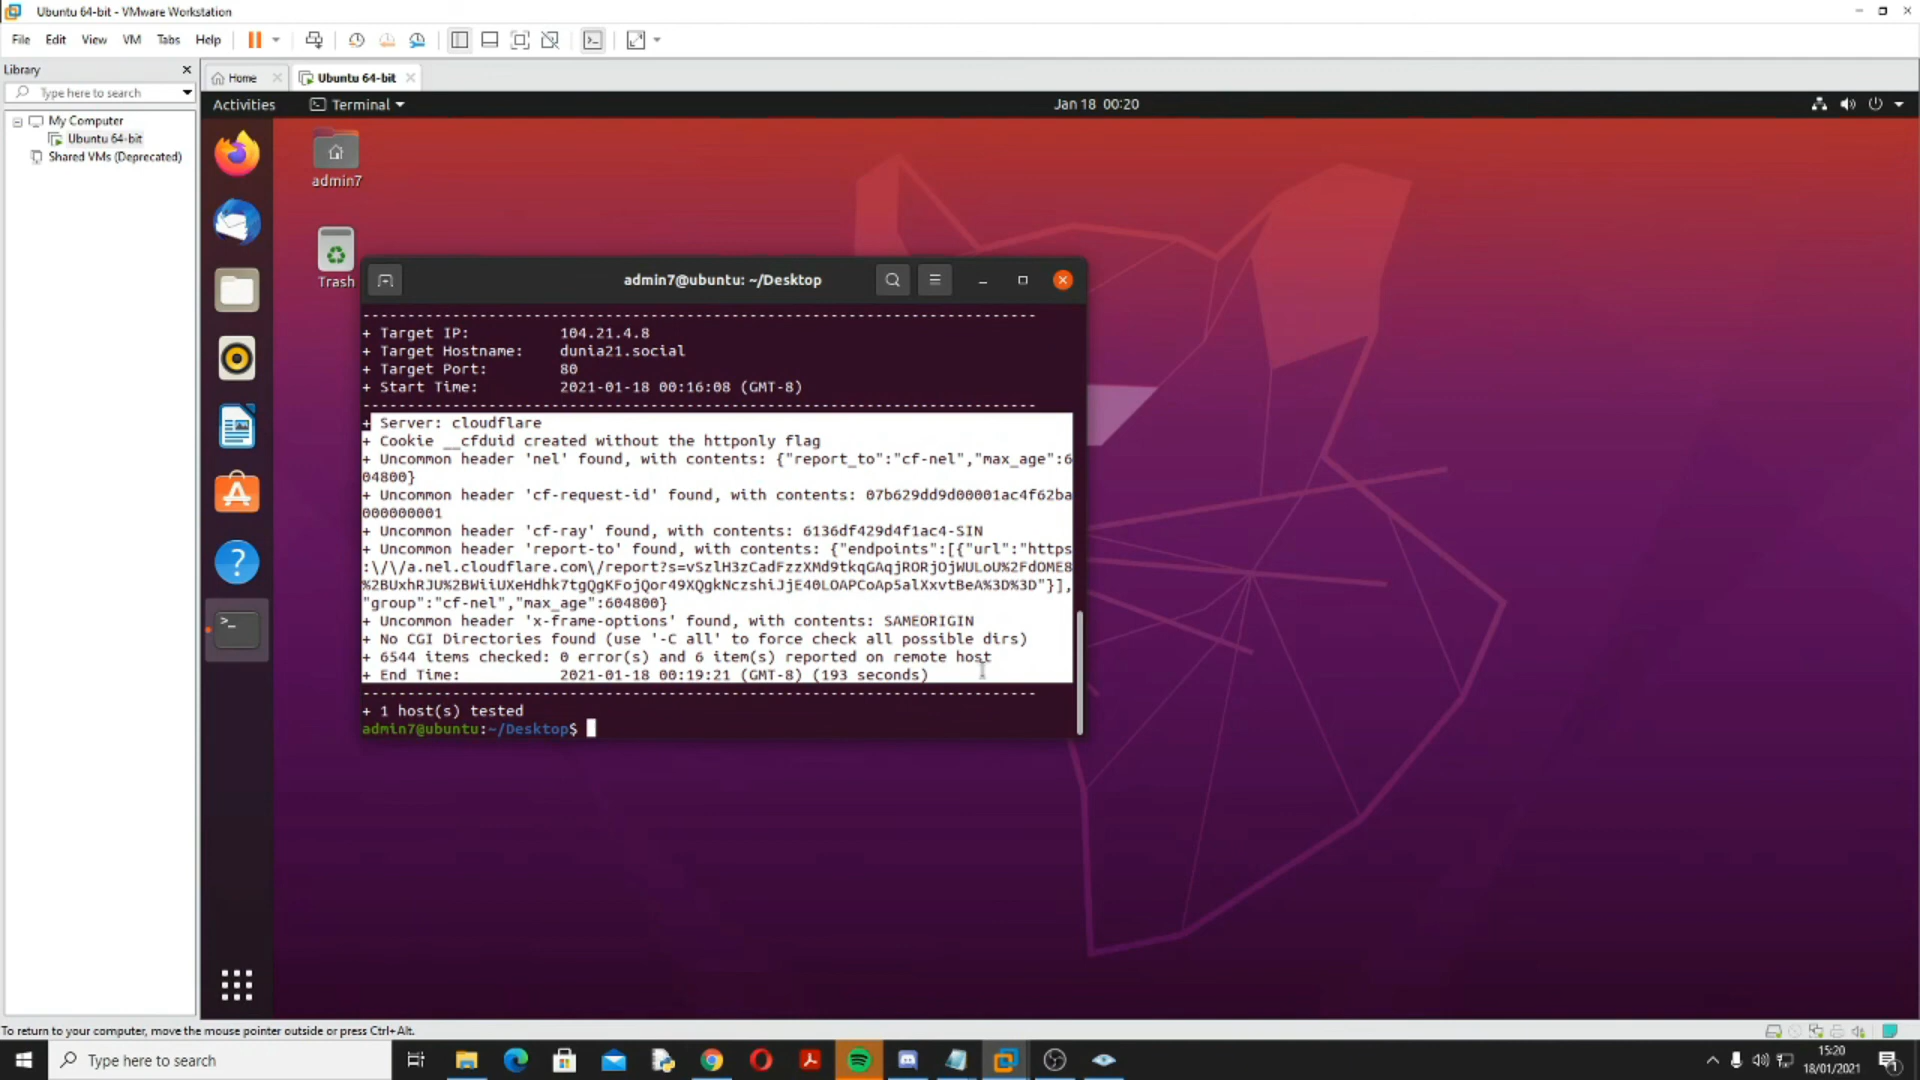 Ubuntu 64-bit - VMware Workstation
File Edit View VM Tabs Help
Library
Type here to search
Home
Ubuntu 64-bit
My Computer
Ubuntu 64-bit
Shared VMs (Deprecated)
Activities
Terminal
Jan 18 00:20
admin7
Trash
admin7@ubuntu: ~/Desktop
---------------------------------------------------------------------------
+ Target IP: 104.21.4.8
+ Target Hostname: dunia21.social
+ Target Port: 80
+ Start Time: 2021-01-18 00:16:08 (GMT-8)
---------------------------------------------------------------------------
+ Server: cloudflare
+ Cookie __cfduid created without the httponly flag
+ Uncommon header 'nel' found, with contents: {"report_to":"cf-nel","max_age":6
04800}
+ Uncommon header 'cf-request-id' found, with contents: 07b629dd9d00001ac4f62ba
000000001
+ Uncommon header 'cf-ray' found, with contents: 6136df429d4f1ac4-SIN
+ Uncommon header 'report-to' found, with contents: {"endpoints":[{"url":"https
:\/\/a.nel.cloudflare.com\/report?s=vSzlH3zCadFzzXMd9tkqGAqjRORjOjWULoU%2FdOME8
%2BUxhRJU%2BWiiUXeHdhk7tgQgKFojQor49XQgkNczshiJjE40LOAPCoAp5alXxvtBeA%3D%3D"}],
"group":"cf-nel","max_age":604800}
+ Uncommon header 'x-frame-options' found, with contents: SAMEORIGIN
+ No CGI Directories found (use '-C all' to force check all possible dirs)
+ 6544 items checked: 0 error(s) and 6 item(s) reported on remote host
+ End Time: 2021-01-18 00:19:21 (GMT-8) (193 seconds)
---------------------------------------------------------------------------
+ 1 host(s) tested
admin7@ubuntu:~/Desktop$
To return to your computer, move the mouse pointer outside or press Ctrl+Alt.
Type here to search
15:20
18/01/2021
1